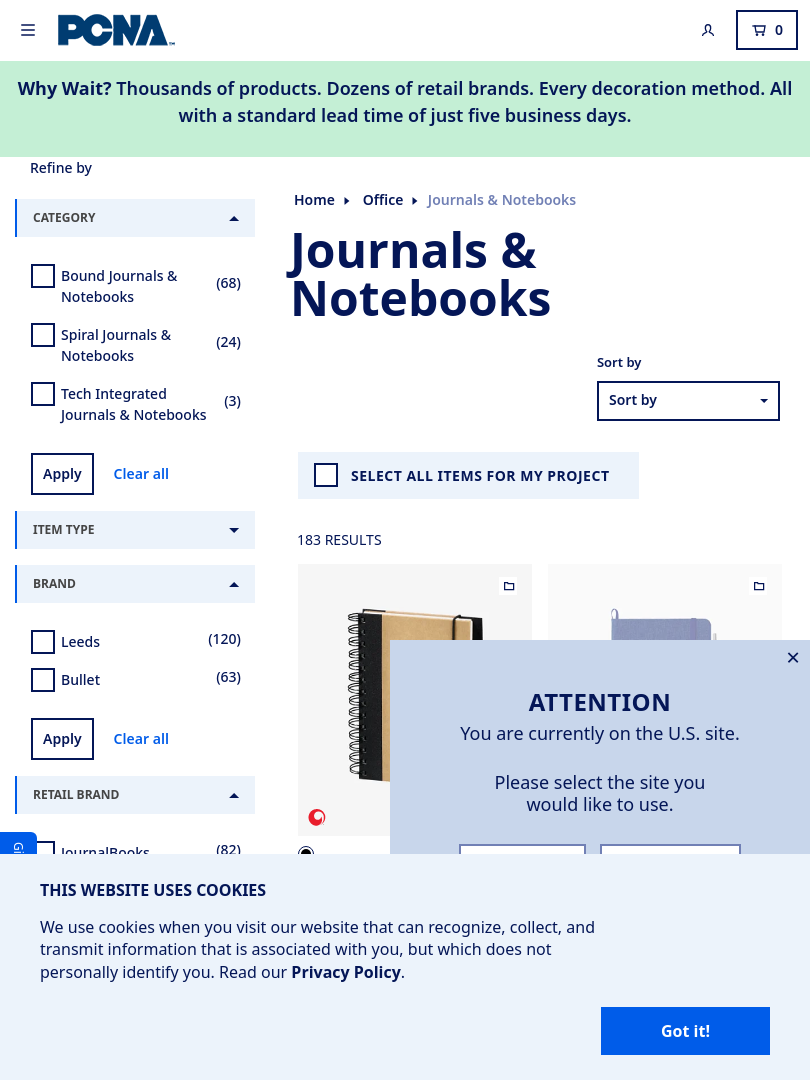 PCNA
0
Why Wait? Thousands of products. Dozens of retail brands. Every decoration method. All
with a standard lead time of just five business days.
Refine by
CATEGORY
Bound Journals &
Notebooks
(68)
Spiral Journals &
Notebooks
(24)
Tech Integrated
Journals & Notebooks
(3)
Apply
Clear all
ITEM TYPE
BRAND
Leeds
(120)
Bullet
(63)
Apply
Clear all
RETAIL BRAND
JournalBooks
(82)
Home
Office
Journals & Notebooks
Journals &
Notebooks
Sort by
Sort by
SELECT ALL ITEMS FOR MY PROJECT
183 RESULTS
ATTENTION
You are currently on the U.S. site.
Please select the site you
would like to use.
THIS WEBSITE USES COOKIES
We use cookies when you visit our website that can recognize, collect, and
transmit information that is associated with you, but which does not
personally identify you. Read our Privacy Policy.
Got it!